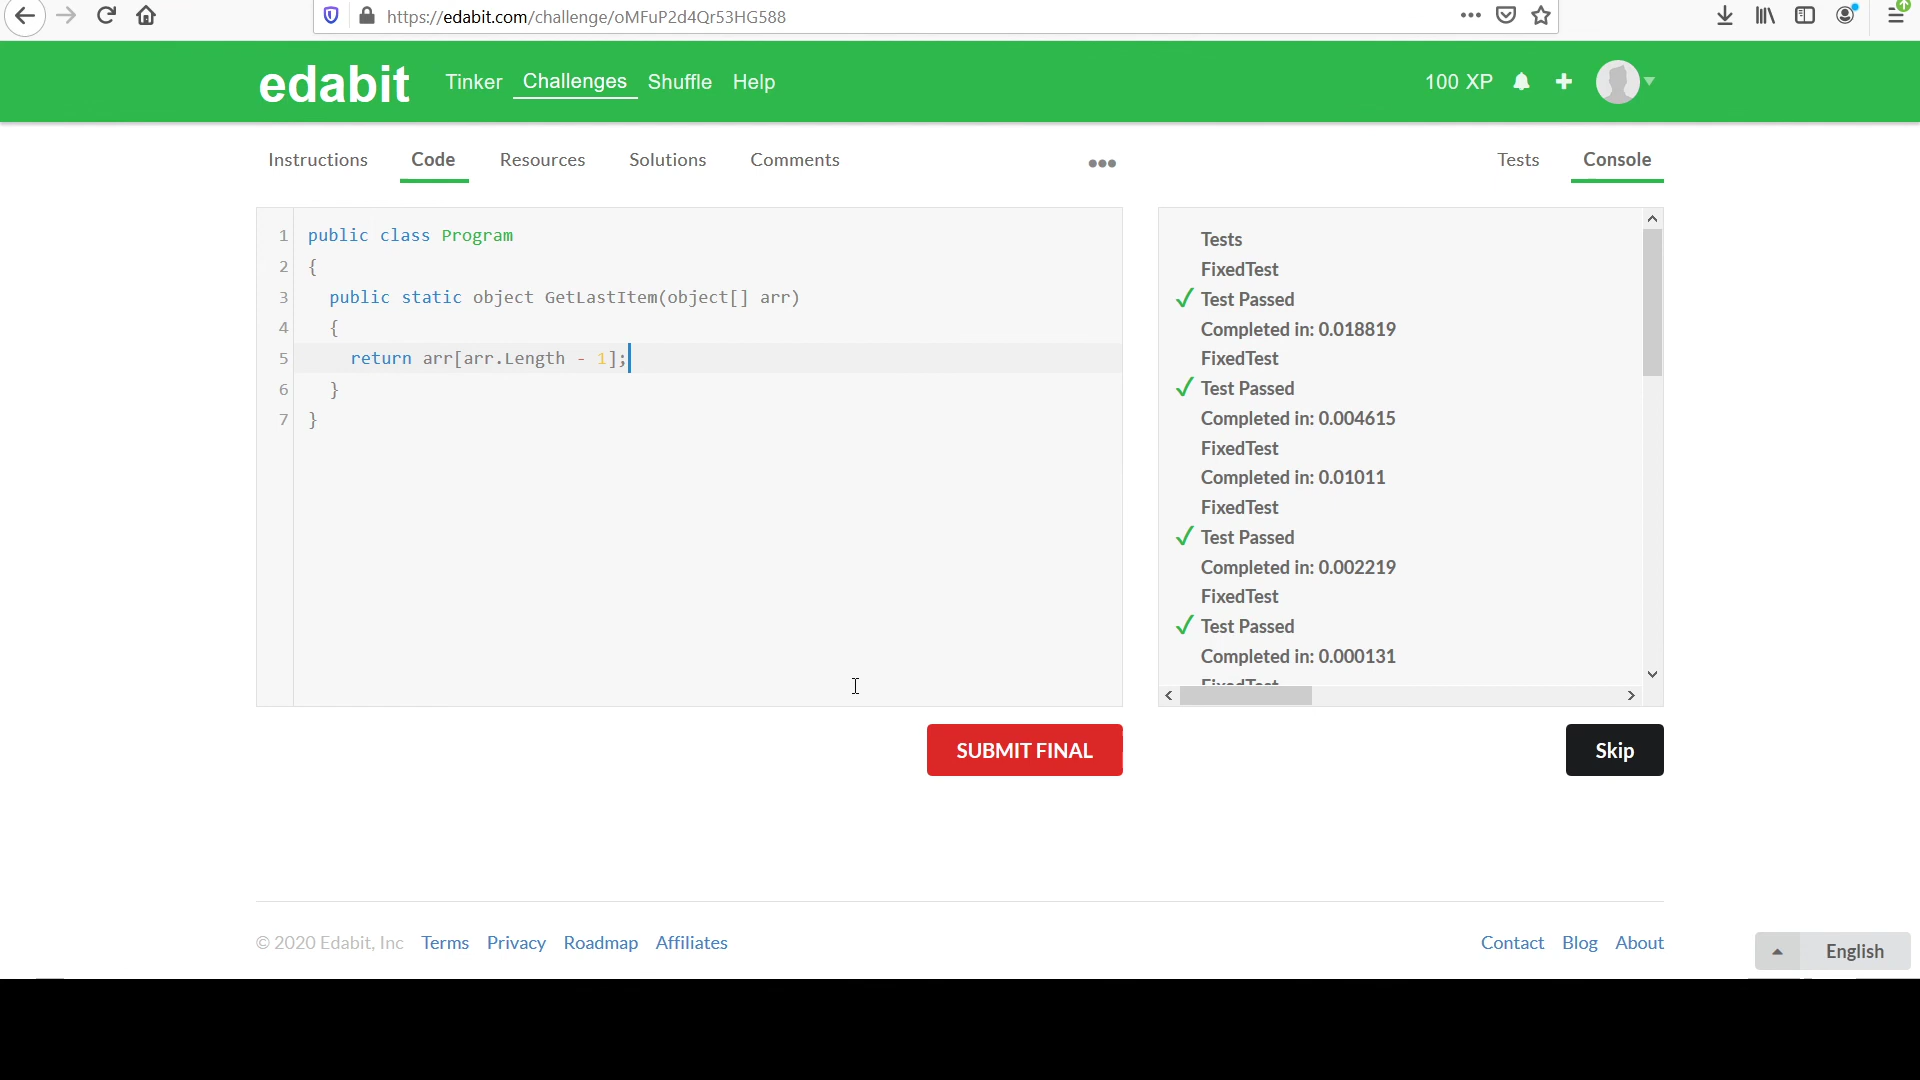 https://edabit.com/challenge/oMFuP2d4Qr53HG588
edabit Tinker Challenges Shuffle Help 100 XP
Instructions Code Resources Solutions Comments Tests Console
1 public class Program
2 {
3 public static object GetLastItem(object[] arr)
4 {
5 return arr[arr.Length - 1];
6 }
7 }
Tests
FixedTest
✓ Test Passed
Completed in: 0.018819
FixedTest
✓ Test Passed
Completed in: 0.004615
FixedTest
Completed in: 0.01011
FixedTest
✓ Test Passed
Completed in: 0.002219
FixedTest
✓ Test Passed
Completed in: 0.000131
FixedTest
SUBMIT FINAL Skip
© 2020 Edabit, Inc Terms Privacy Roadmap Affiliates Contact Blog About
English